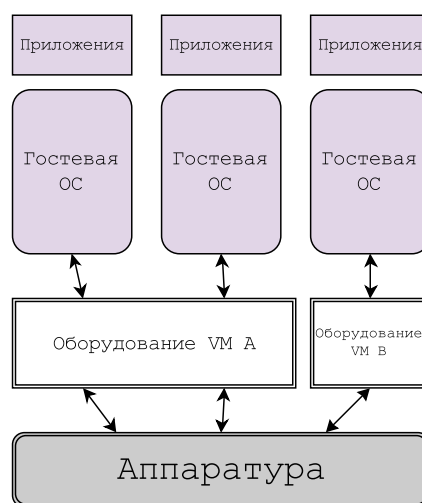 Приложения
Приложения
Приложения
Гостевая
ОС
Гостевая
ОС
Гостевая
ОС
Оборудование VM A
Оборудование
VM B
Аппаратура